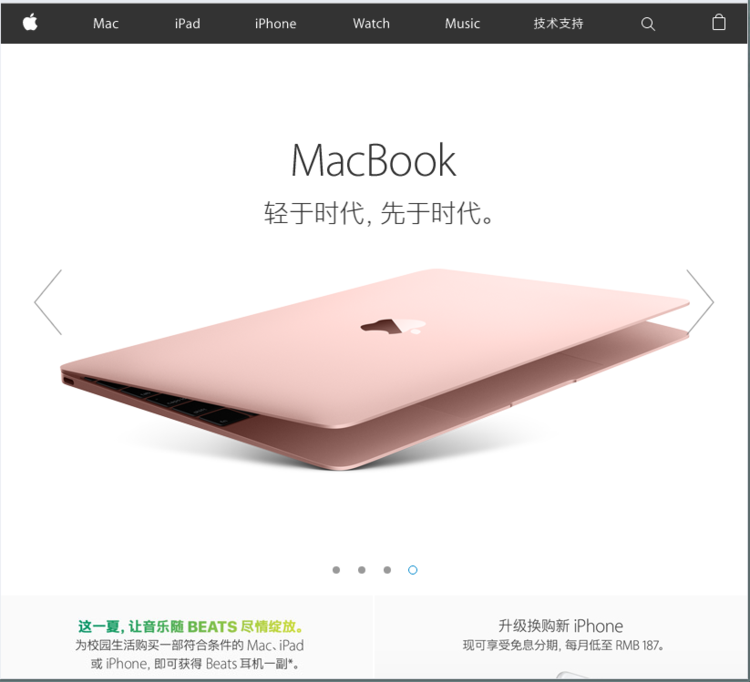 Mac iPad iPhone Watch Music 技术支持
MacBook
轻于时代, 先于时代。
这一夏, 让音乐随 BEATS 尽情绽放。
为校园生活购买一部符合条件的 Mac、iPad
或 iPhone, 即可获得 Beats 耳机一副*。
升级换购新 iPhone
现可享受免息分期, 每月低至 RMB 187。